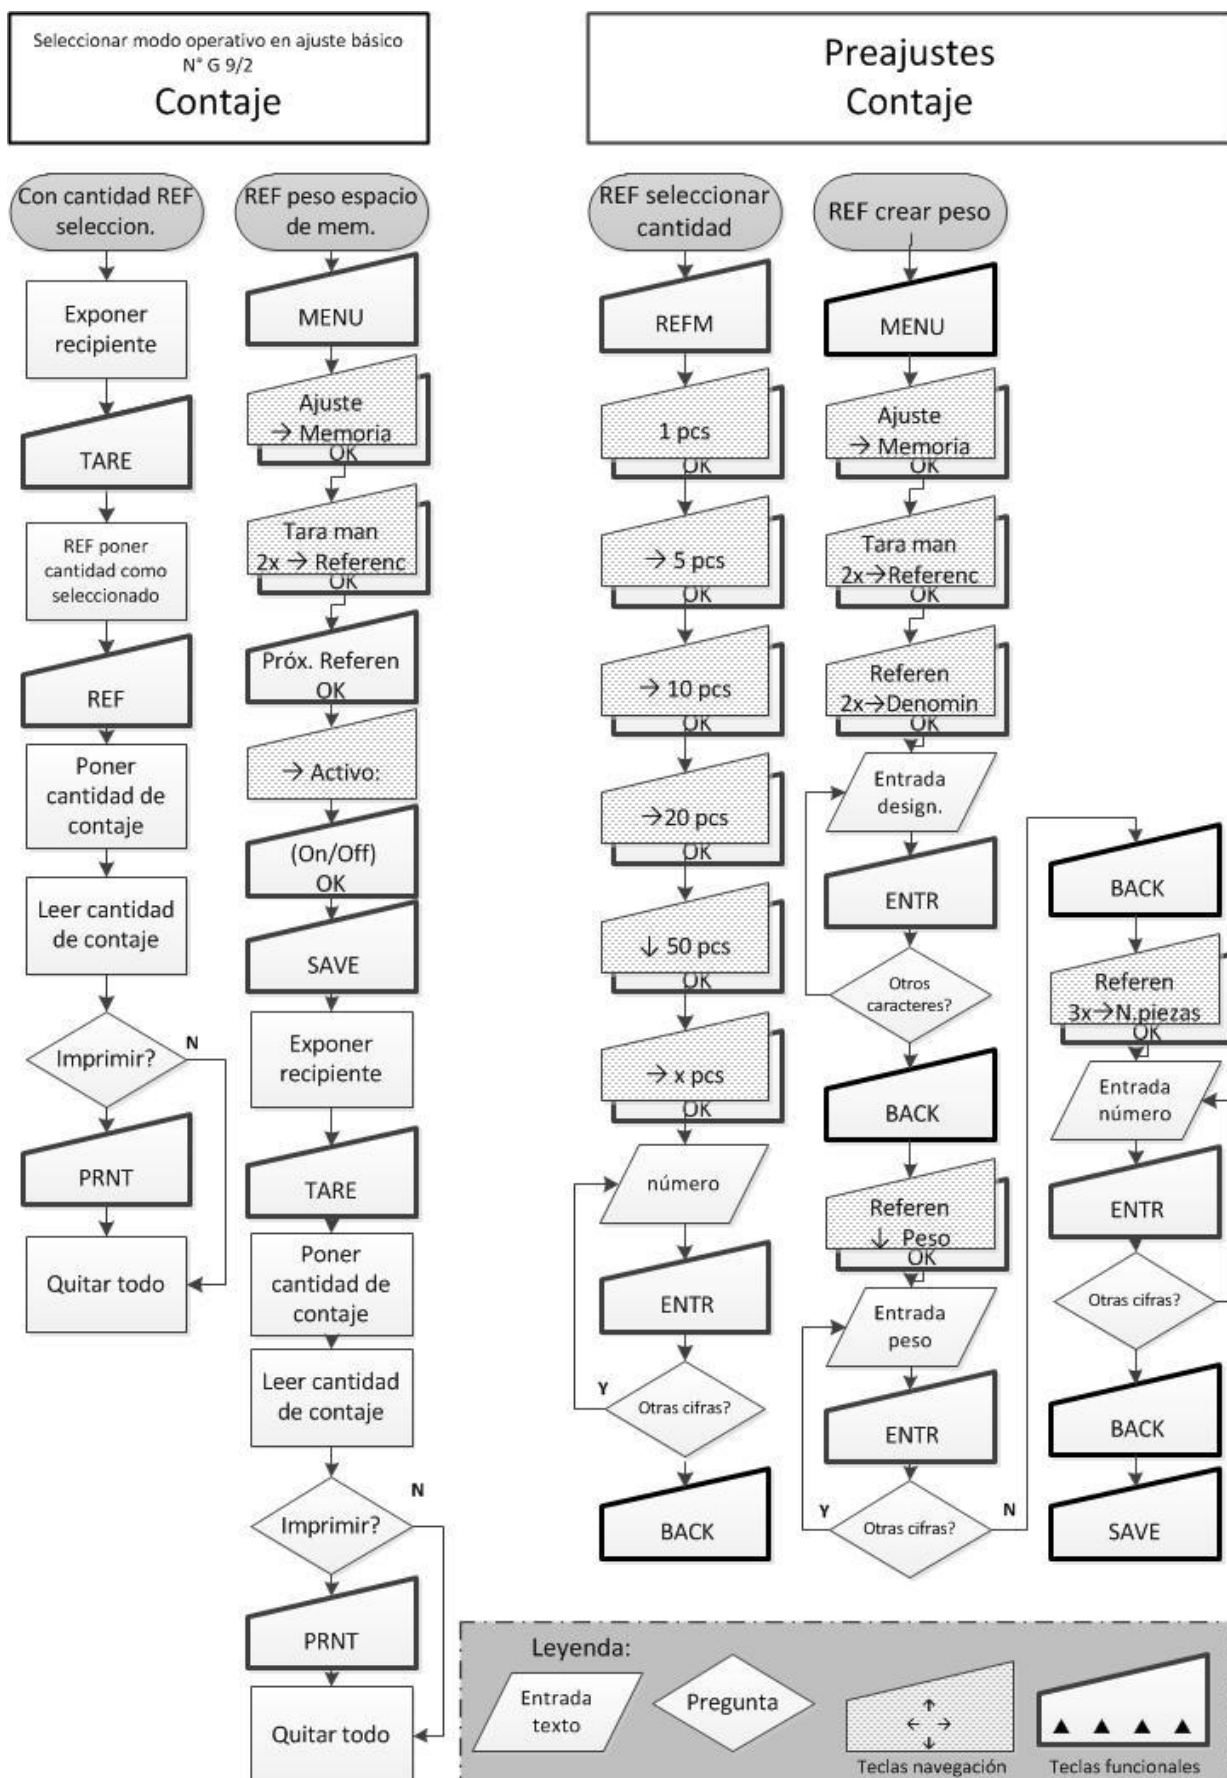 Seleccionar modo operativo en ajuste básico
N° G 9/2
Contaje
Preajustes
Contaje
Con cantidad REF
seleccion.
Exponer
recipiente
TARE
REF poner
cantidad como
seleccionado
REF
Poner
cantidad de
contaje
Leer cantidad
de contaje
Imprimir?
N
PRNT
Quitar todo
REF peso espacio
de mem.
MENU
Ajuste
→ Memoria
OK
Tara man
2x → Referenc
OK
Próx. Referen
OK
→ Activo:
(On/Off)
OK
SAVE
Exponer
recipiente
TARE
Poner
cantidad de
contaje
Leer cantidad
de contaje
Imprimir?
N
PRNT
Quitar todo
REF seleccionar
cantidad
REFM
1 pcs
OK
→ 5 pcs
OK
→ 10 pcs
OK
→20 pcs
OK
↓ 50 pcs
OK
→ x pcs
OK
número
ENTR
Y
Otras cifras?
BACK
REF crear peso
MENU
Ajuste
→ Memoria
OK
Tara man
2x→Referenc
OK
Referen
2x→Denomin
OK
Entrada
design.
ENTR
Otros
caracteres?
BACK
Referen
↓ Peso
OK
Entrada
peso
ENTR
Y
Otras cifras?
N
BACK
Referen
3x→N.piezas
OK
Entrada
número
ENTR
Otras cifras?
BACK
SAVE
Leyenda:
Entrada
texto
Pregunta
↑
← →
↓
Teclas navegación
▲ ▲ ▲ ▲
Teclas funcionales